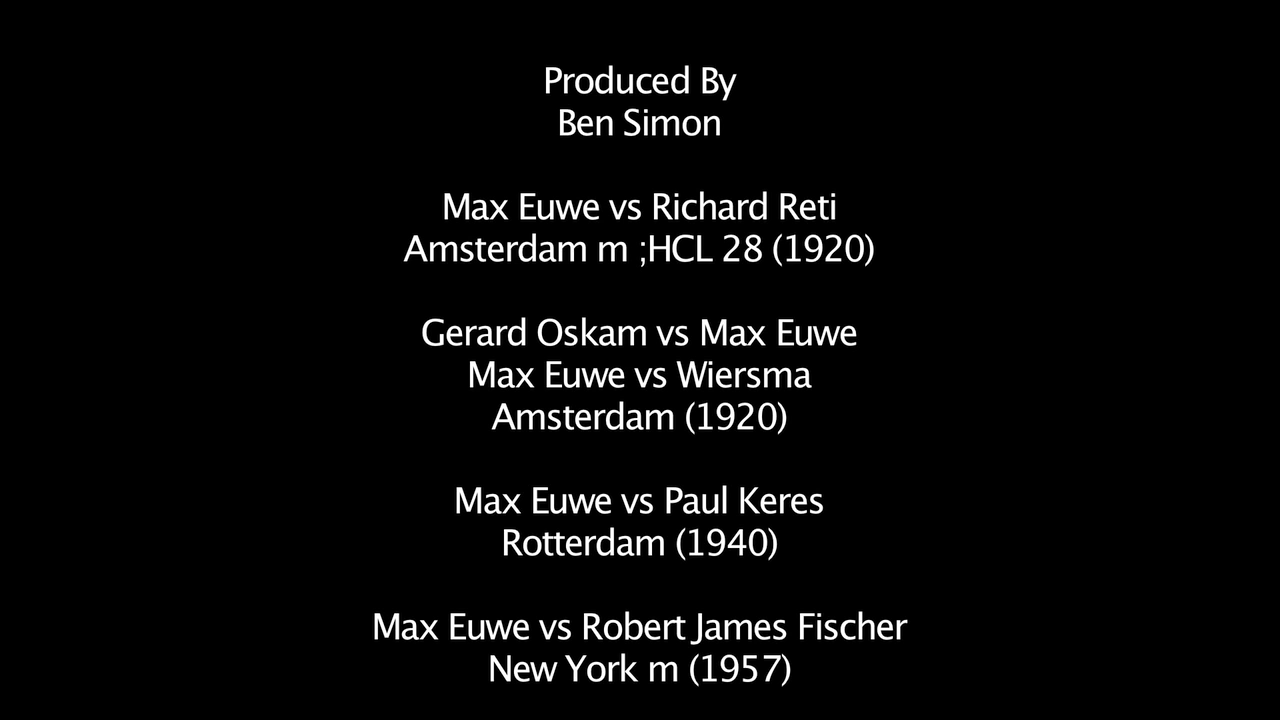 Produced By
Ben Simon
Max Euwe vs Richard Reti
Amsterdam m ;HCL 28 (1920)
Gerard Oskam vs Max Euwe
Max Euwe vs Wiersma
Amsterdam (1920)
Max Euwe vs Paul Keres
Rotterdam (1940)
Max Euwe vs Robert James Fischer
New York m (1957)